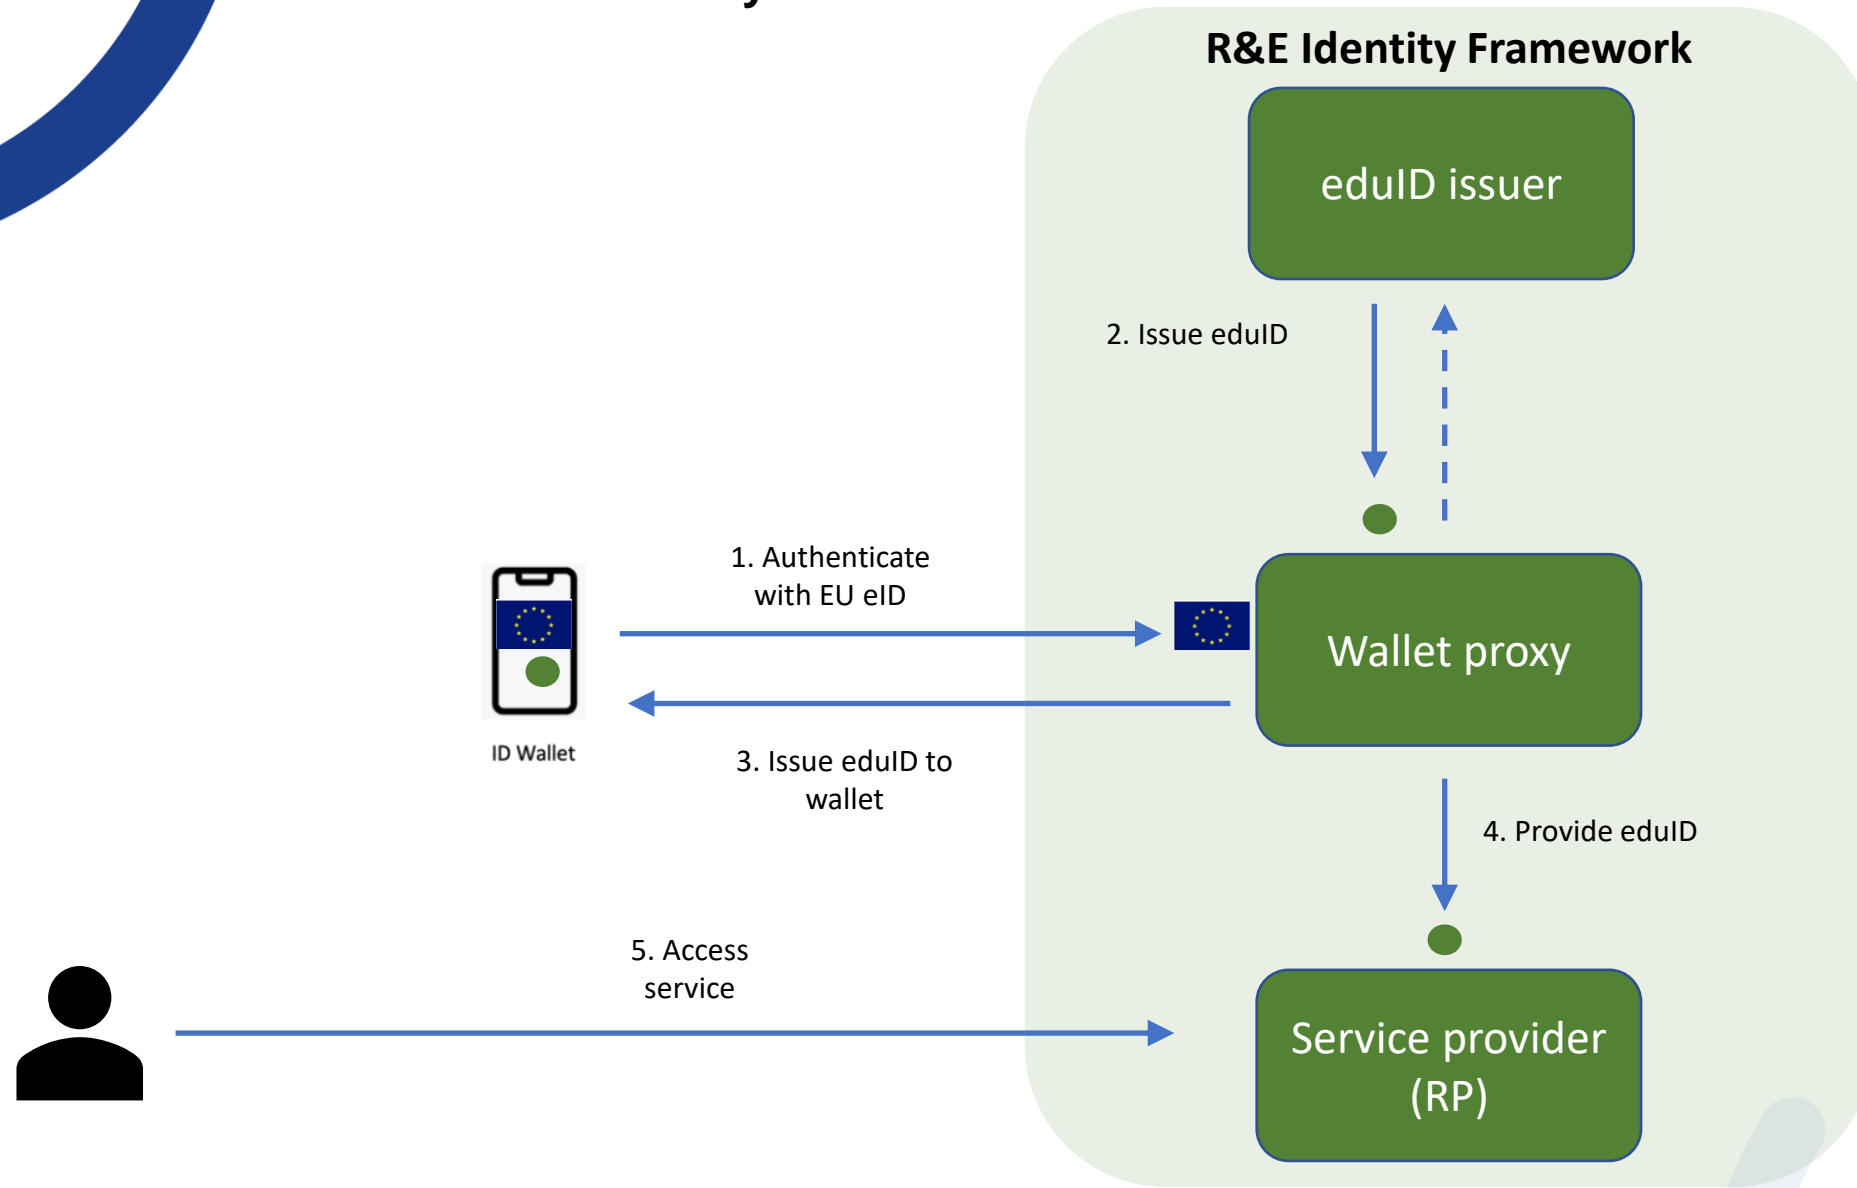 R&E Identity Framework
eduID issuer
2. Issue eduID
1. Authenticate
with EU eID
Wallet proxy
ID Wallet
3. Issue eduID to
wallet
4. Provide eduID
5. Access
service
Service provider
(RP)